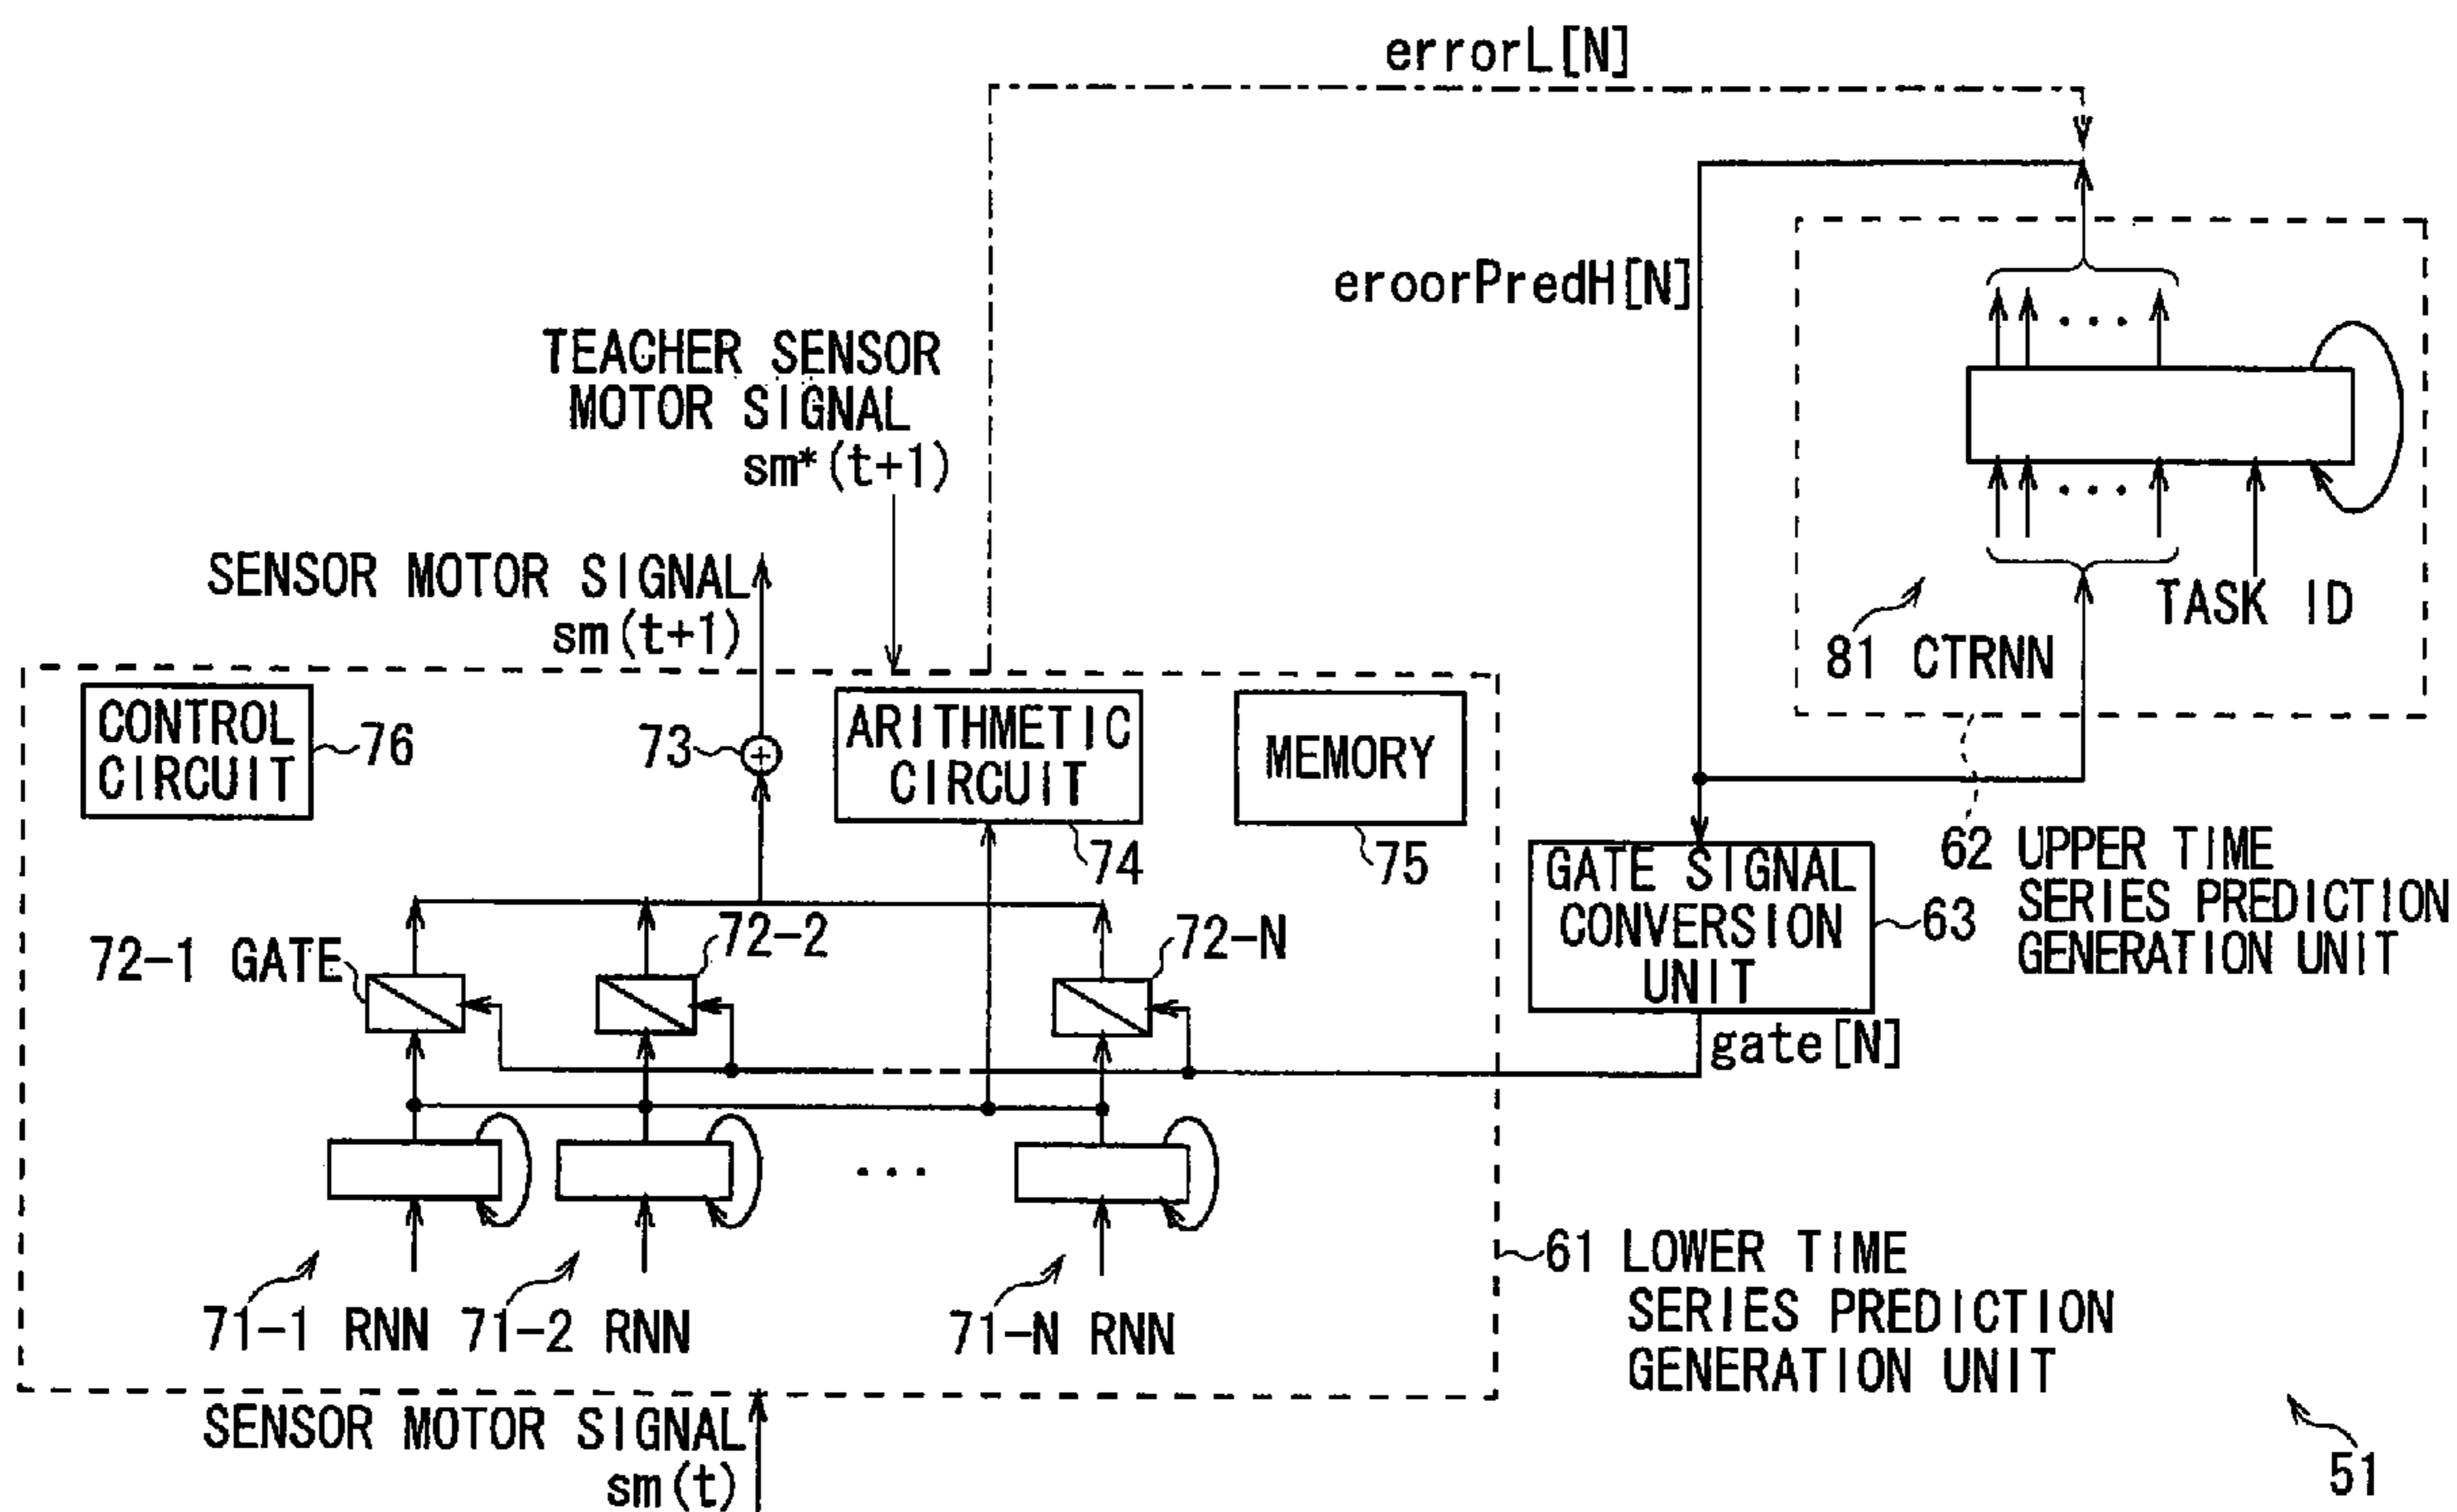 errorL[N]
eroorPredH[N]
TEACHER SENSOR
MOTOR SIGNAL
sm*(t+1)
SENSOR MOTOR SIGNAL
sm(t+1)
TASK ID
81 CTRNN
CONTROL
CIRCUIT
76
73
+
ARITHMETIC
CIRCUIT
74
MEMORY
75
62 UPPER TIME
SERIES PREDICTION
GENERATION UNIT
GATE SIGNAL
CONVERSION
UNIT
63
gate[N]
72-1 GATE
72-2
72-N
...
71-1 RNN
71-2 RNN
71-N RNN
61 LOWER TIME
SERIES PREDICTION
GENERATION UNIT
SENSOR MOTOR SIGNAL
sm(t)
51